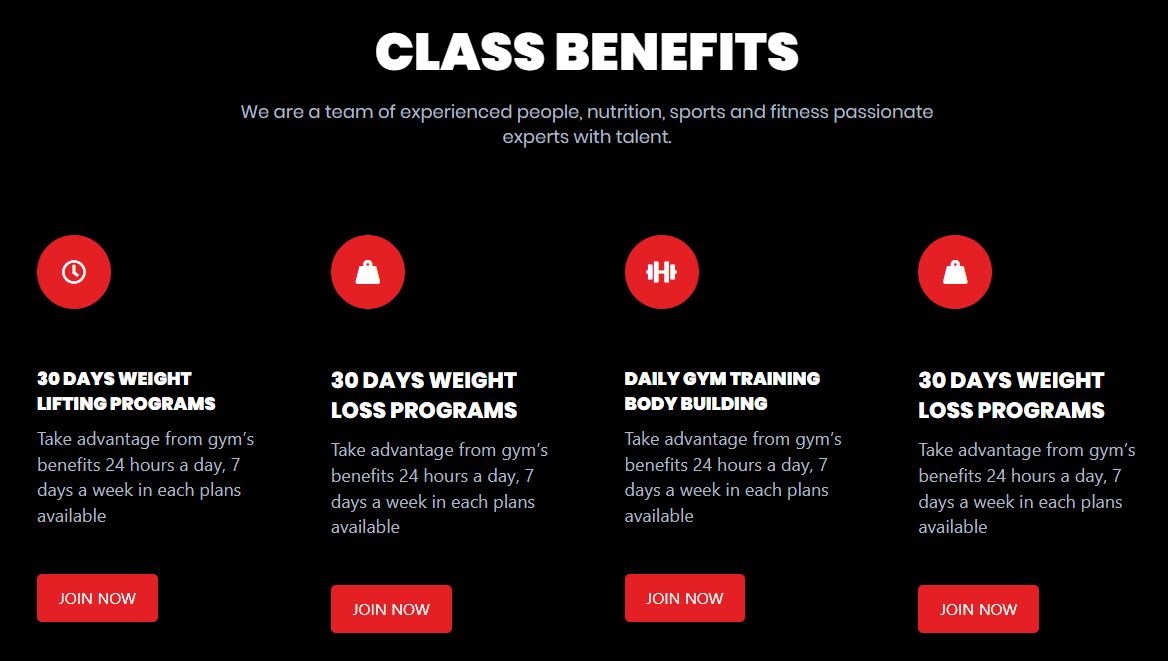 CLASS BENEFITS
We are a team of experienced people, nutrition, sports and fitness passionate
experts with talent.
30 DAYS WEIGHT
LIFTING PROGRAMS
Take advantage from gym's
benefits 24 hours a day, 7
days a week in each plans
available
JOIN NOW
30 DAYS WEIGHT
LOSS PROGRAMS
Take advantage from gym's
benefits 24 hours a day, 7
days a week in each plans
available
JOIN NOW
DAILY GYM TRAINING
BODY BUILDING
Take advantage from gym's
benefits 24 hours a day, 7
days a week in each plans
available
JOIN NOW
30 DAYS WEIGHT
LOSS PROGRAMS
Take advantage from gym's
benefits 24 hours a day, 7
days a week in each plans
available
JOIN NOW